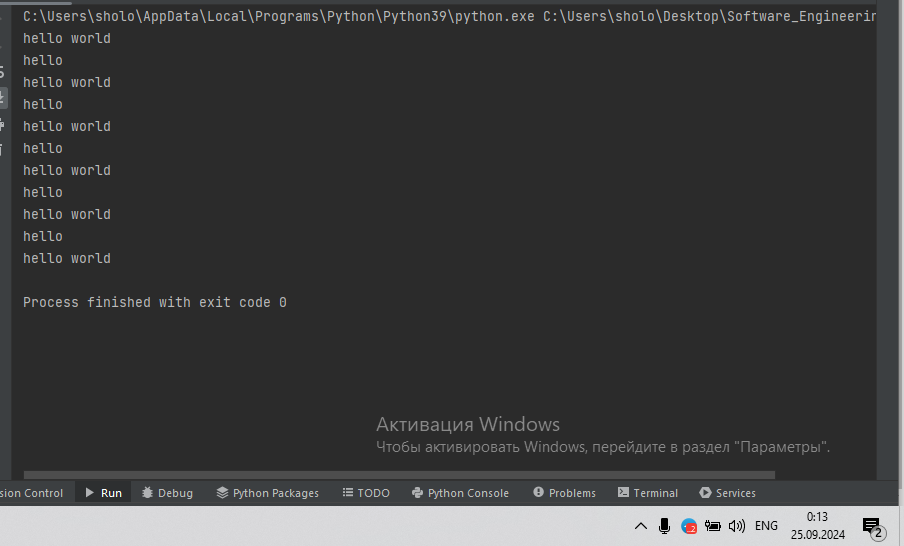 C:\Users\sholo\AppData\Local\Programs\Python\Python39\python.exe C:\Users\sholo\Desktop\Software_Engineerin
hello world
hello
hello world
hello
hello world
hello
hello world
hello
hello world
hello
hello world
Process finished with exit code 0
Активация Windows
Чтобы активировать Windows, перейдите в раздел "Параметры".
sion Control Run Debug Python Packages TODO Python Console Problems Terminal Services
ENG 0:13
25.09.2024 2